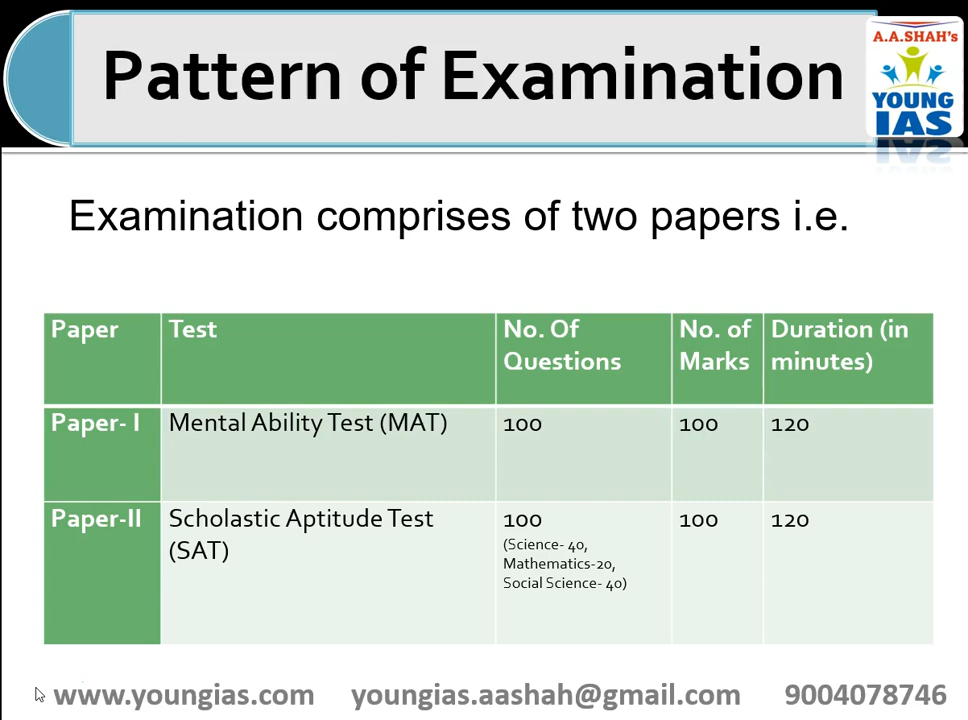 Pattern of Examination
A.A.SHAH's
YOUNG
IAS
Examination comprises of two papers i.e.
Paper Test No. Of Questions No. of Marks Duration (in minutes)
Paper- I Mental Ability Test (MAT) 100 100 120
Paper-II Scholastic Aptitude Test (SAT) 100 (Science- 40, Mathematics-20, Social Science- 40) 100 120
www.youngias.com youngias.aashah@gmail.com 9004078746